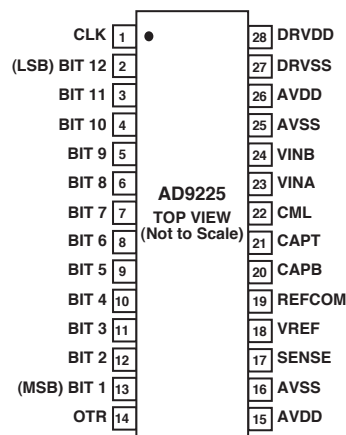 CLK 1 28 DRVDD
(LSB) BIT 12 2 27 DRVSS
BIT 11 3 26 AVDD
BIT 10 4 25 AVSS
BIT 9 5 24 VINB
BIT 8 6 23 VINA
BIT 7 7 22 CML
BIT 6 8 21 CAPT
BIT 5 9 20 CAPB
BIT 4 10 19 REFCOM
BIT 3 11 18 VREF
BIT 2 12 17 SENSE
(MSB) BIT 1 13 16 AVSS
OTR 14 15 AVDD
AD9225
TOP VIEW
(Not to Scale)